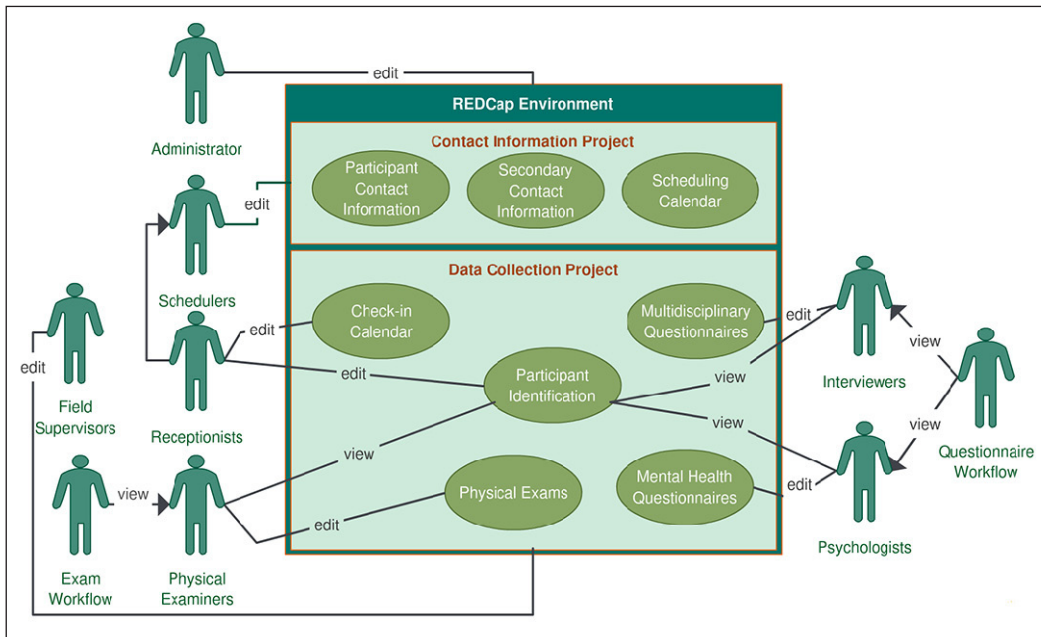 edit
REDCap Environment
Administrator
Contact Information Project
Participant
Contact
Information
Secondary
Contact
Information
Scheduling
Calendar
edit
Schedulers
Data Collection Project
Check-in
Calendar
edit
Multidisciplinary
Questionnaires
edit
Interviewers
edit
Field
Supervisors
Receptionists
edit
Participant
Identification
view
view
view
Questionnaire
Workflow
view
view
view
Exam
Workflow
Physical
Examiners
edit
Physical Exams
Mental Health
Questionnaires
edit
Psychologists